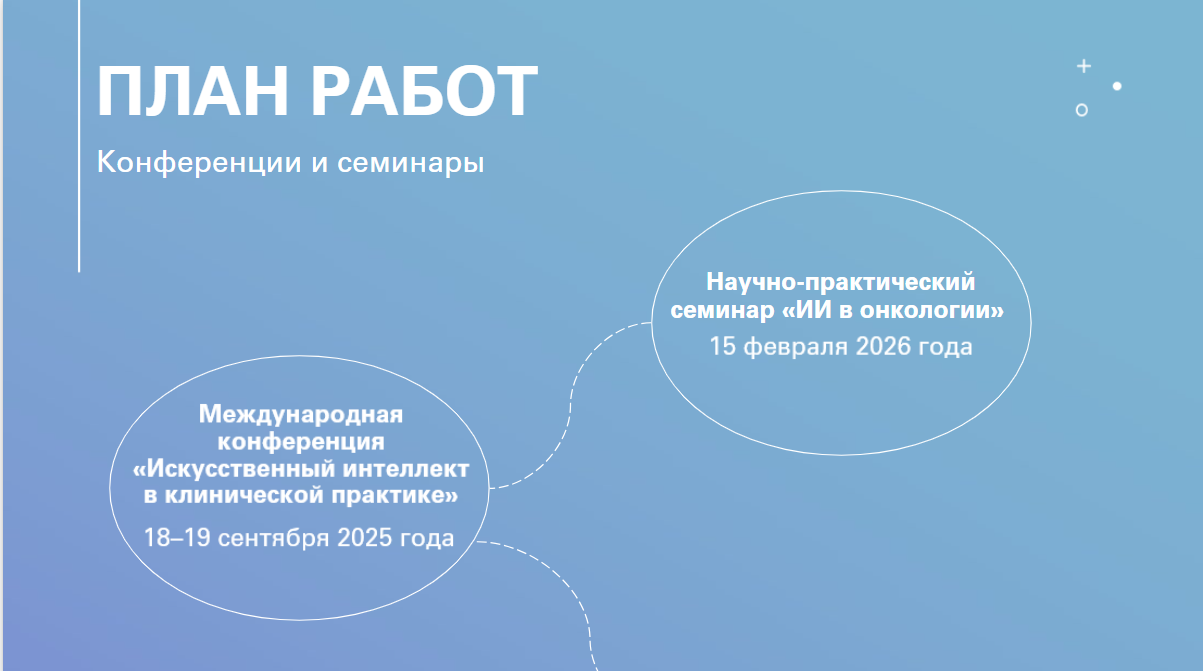 ПЛАН РАБОТ
Конференции и семинары
Научно-практический
семинар «ИИ в онкологии»
15 февраля 2026 года
Международная
конференция
«Искусственный интеллект
в клинической практике»
18–19 сентября 2025 года